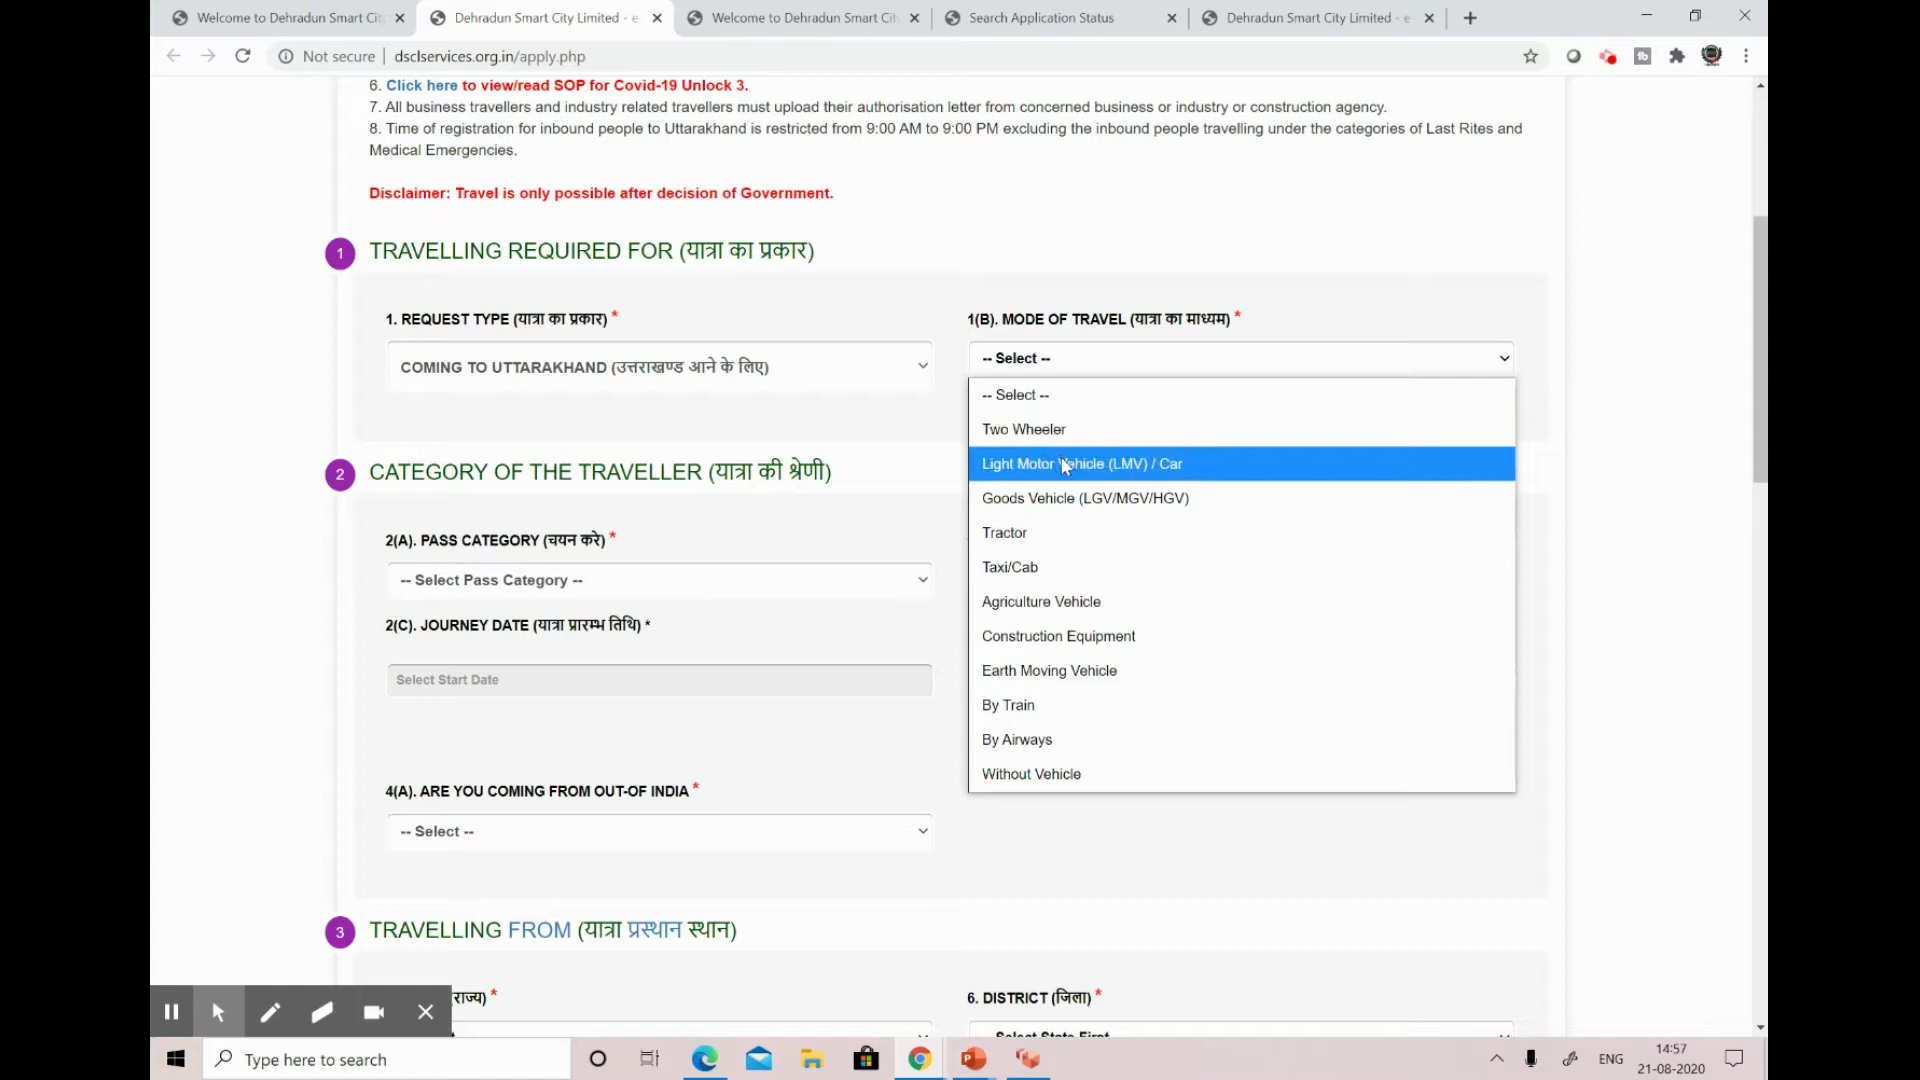 Welcome to Dehradun Smart Cit
Dehradun Smart City Limited - e
Welcome to Dehradun Smart Cit
Search Application Status
Dehradun Smart City Limited - e
Not secure
dsclservices.org.in/apply.php
6. Click here to view/read SOP for Covid-19 Unlock 3.
7. All business travellers and industry related travellers must upload their authorisation letter from concerned business or industry or construction agency.
8. Time of registration for inbound people to Uttarakhand is restricted from 9:00 AM to 9:00 PM excluding the inbound people travelling under the categories of Last Rites and
Medical Emergencies.
Disclaimer: Travel is only possible after decision of Government.
1 TRAVELLING REQUIRED FOR (यात्रा का प्रकार)
1. REQUEST TYPE (यात्रा का प्रकार) *
COMING TO UTTARAKHAND (उत्तराखण्ड आने के लिए)
1(B). MODE OF TRAVEL (यात्रा का माध्यम) *
-- Select --
-- Select --
Two Wheeler
Light Motor Vehicle (LMV) / Car
Goods Vehicle (LGV/MGV/HGV)
Tractor
Taxi/Cab
Agriculture Vehicle
Construction Equipment
Earth Moving Vehicle
By Train
By Airways
Without Vehicle
2 CATEGORY OF THE TRAVELLER (यात्रा की श्रेणी)
2(A). PASS CATEGORY (चयन करे) *
-- Select Pass Category --
2(C). JOURNEY DATE (यात्रा प्रारम्भ तिथि) *
Select Start Date
4(A). ARE YOU COMING FROM OUT-OF INDIA *
-- Select --
3 TRAVELLING FROM (यात्रा प्रस्थान स्थान)
राज्य) *
6. DISTRICT (जिला) *
Select State First
Type here to search
ENG
14:57
21-08-2020